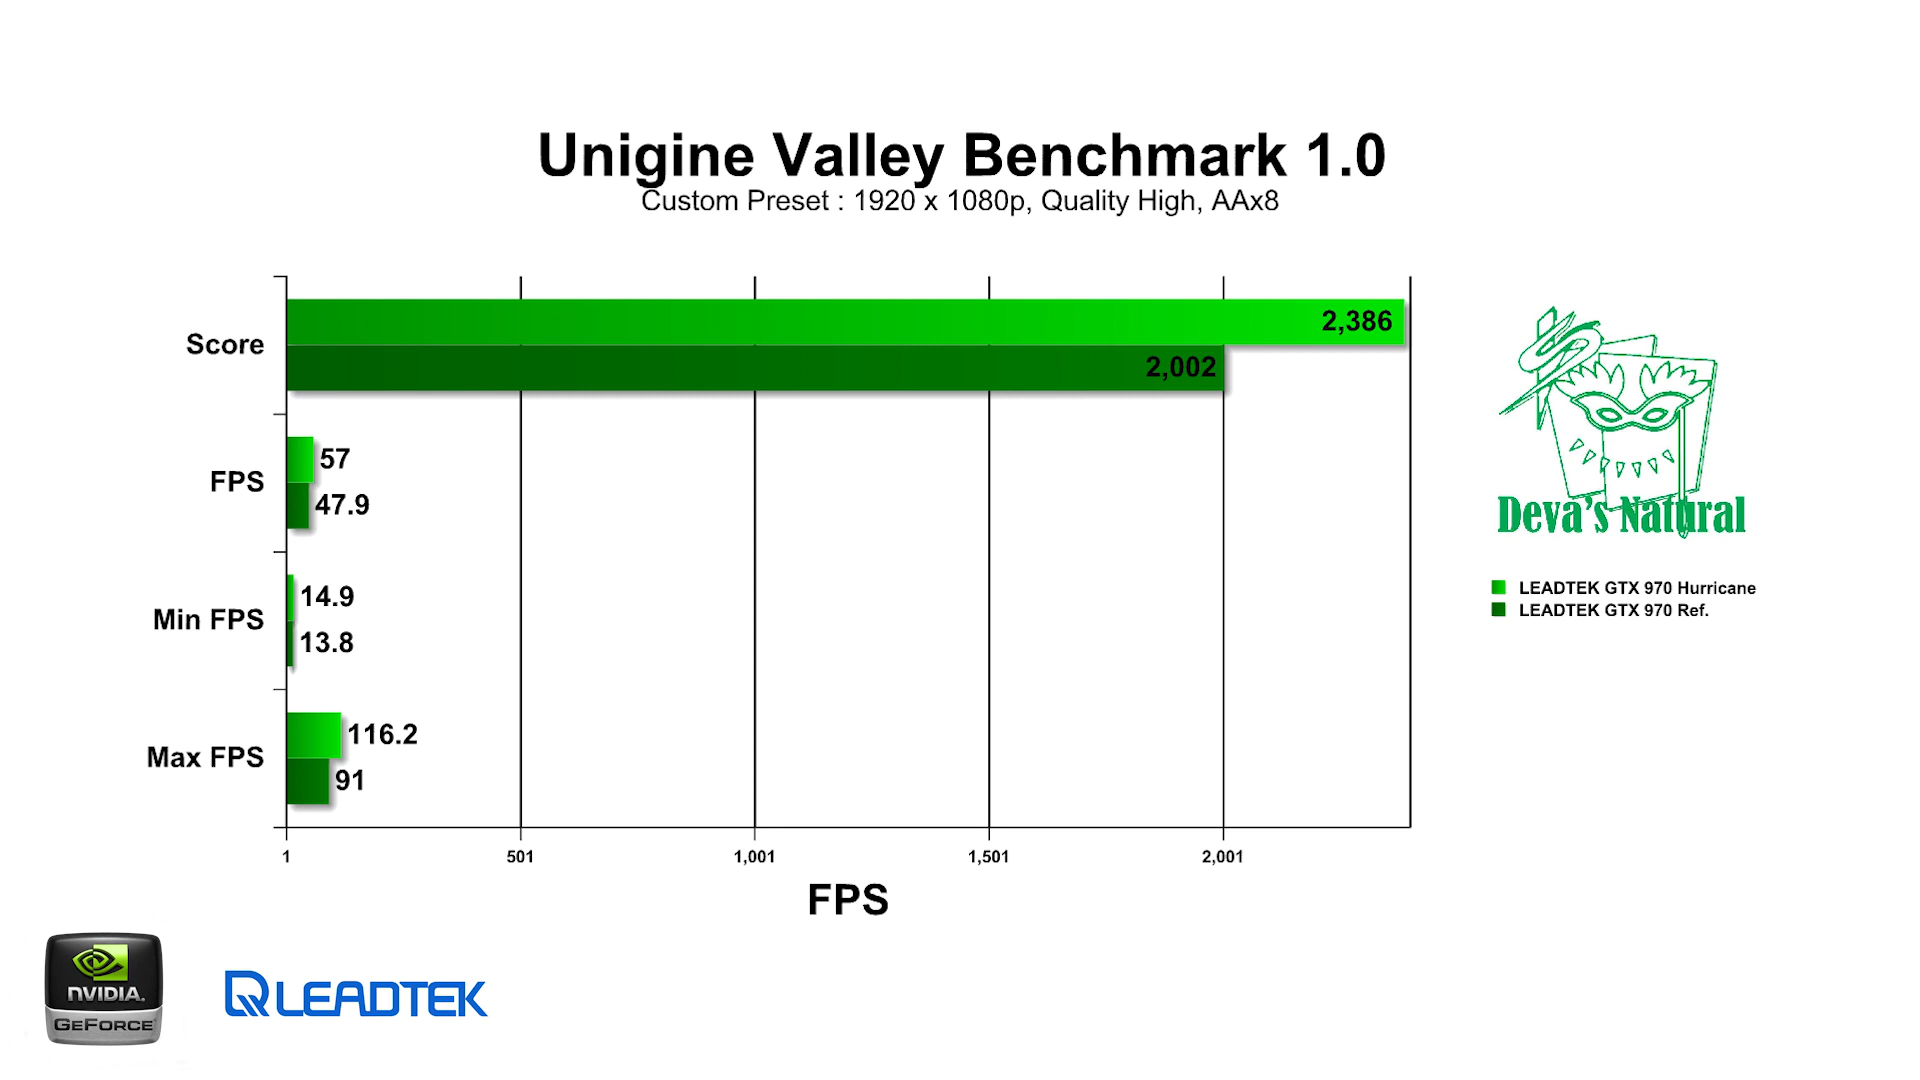 Unigine Valley Benchmark 1.0
Custom Preset : 1920 x 1080p, Quality High, AAx8
Score
2,386
2,002
FPS
57
47.9
Min FPS
14.9
13.8
Max FPS
116.2
91
1
501
1,001
1,501
2,001
FPS
Deva's Natural
LEADTEK GTX 970 Hurricane
LEADTEK GTX 970 Ref.
NVIDIA.
GEFORCE
LEADTEK